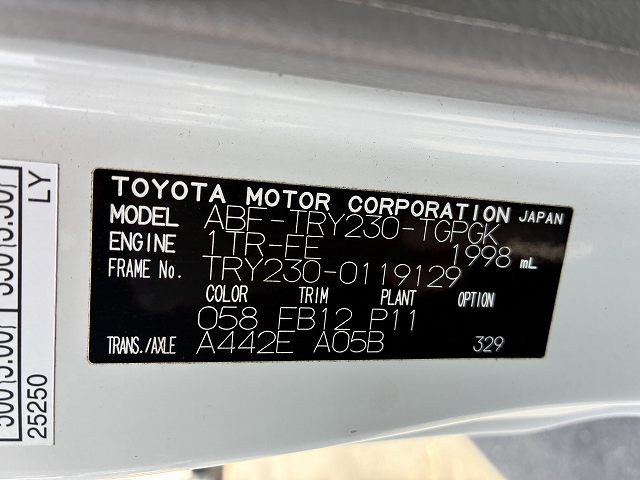 TOYOTA MOTOR CORPORATION JAPAN
MODEL ABF-TRY230-TGPGK
ENGINE 1TR-FE 1998 mL
FRAME No. TRY230-0119129
COLOR TRIM PLANT OPTION
058 FB12 P11
TRANS./AXLE A442E A05B 329
LY
25250